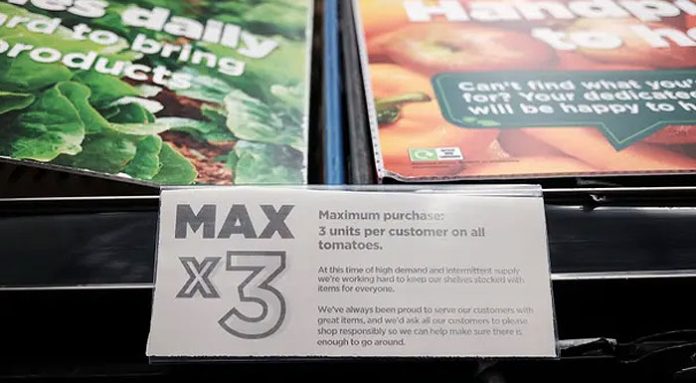 es daily
rd to bring
products
Handp
to h
Can't find what you'
for? Your dedicat
will be happy to h
MAX
x3
Maximum purchase:
3 units per customer on all
tomatoes.
At this time of high demand and intermittent supply
we're working hard to keep our shelves stocked with
items for everyone.
We've always been proud to serve our customers with
great items, and we'd ask all our customers to please
shop responsibly so we can help make sure there is
enough to go around.